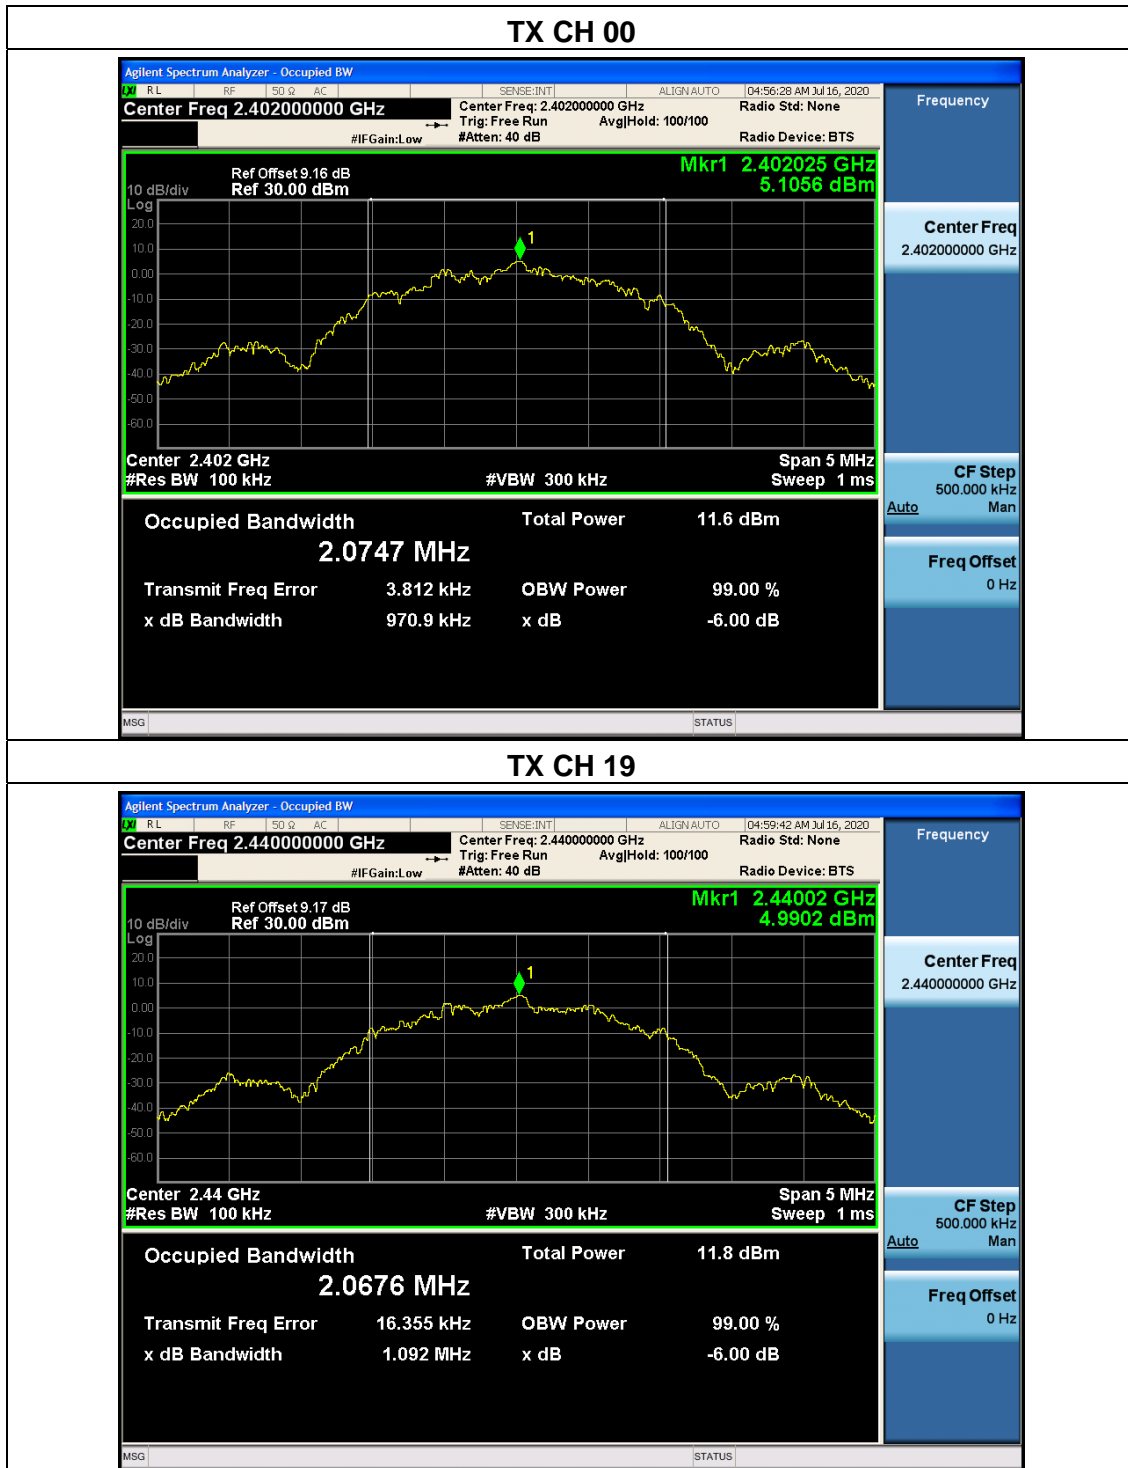 TX CH 00
Agilent Spectrum Analyzer - Occupied BW
LXI RL RF 50 Ω AC SENSE:INT ALIGN AUTO 04:56:28 AM Jul 16, 2020
Center Freq 2.402000000 GHz
Center Freq: 2.402000000 GHz Radio Std: None
Trig: Free Run Avg|Hold: 100/100
#IFGain:Low #Atten: 40 dB Radio Device: BTS
Frequency
Mkr1 2.402025 GHz
5.1056 dBm
Ref Offset 9.16 dB
10 dB/div Ref 30.00 dBm
Log
20.0
1
10.0
0.00
-10.0
-20.0
-30.0
-40.0
-50.0
-60.0
Center 2.402 GHz Span 5 MHz
#Res BW 100 kHz #VBW 300 kHz Sweep 1 ms
Center Freq
2.402000000 GHz
CF Step
500.000 kHz
Auto Man
Freq Offset
0 Hz
Occupied Bandwidth Total Power 11.6 dBm
2.0747 MHz
Transmit Freq Error 3.812 kHz OBW Power 99.00 %
x dB Bandwidth 970.9 kHz x dB -6.00 dB
MSG STATUS
TX CH 19
Agilent Spectrum Analyzer - Occupied BW
LXI RL RF 50 Ω AC SENSE:INT ALIGN AUTO 04:59:42 AM Jul 16, 2020
Center Freq 2.440000000 GHz
Center Freq: 2.440000000 GHz Radio Std: None
Trig: Free Run Avg|Hold: 100/100
#IFGain:Low #Atten: 40 dB Radio Device: BTS
Frequency
Mkr1 2.44002 GHz
4.9902 dBm
Ref Offset 9.17 dB
10 dB/div Ref 30.00 dBm
Log
20.0
1
10.0
0.00
-10.0
-20.0
-30.0
-40.0
-50.0
-60.0
Center 2.44 GHz Span 5 MHz
#Res BW 100 kHz #VBW 300 kHz Sweep 1 ms
Center Freq
2.440000000 GHz
CF Step
500.000 kHz
Auto Man
Freq Offset
0 Hz
Occupied Bandwidth Total Power 11.8 dBm
2.0676 MHz
Transmit Freq Error 16.355 kHz OBW Power 99.00 %
x dB Bandwidth 1.092 MHz x dB -6.00 dB
MSG STATUS